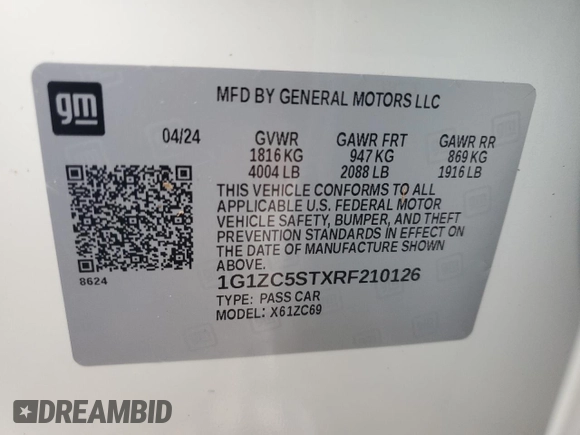 gm
MFD BY GENERAL MOTORS LLC
04/24 GVWR GAWR FRT GAWR RR
1816 KG 947 KG 869 KG
4004 LB 2088 LB 1916 LB
THIS VEHICLE CONFORMS TO ALL
APPLICABLE U.S. FEDERAL MOTOR
VEHICLE SAFETY, BUMPER, AND THEFT
PREVENTION STANDARDS IN EFFECT ON
THE DATE OF MANUFACTURE SHOWN
ABOVE.
8624
1G1ZC5STXRF210126
TYPE: PASS CAR
MODEL: X61ZC69
DREAMBID